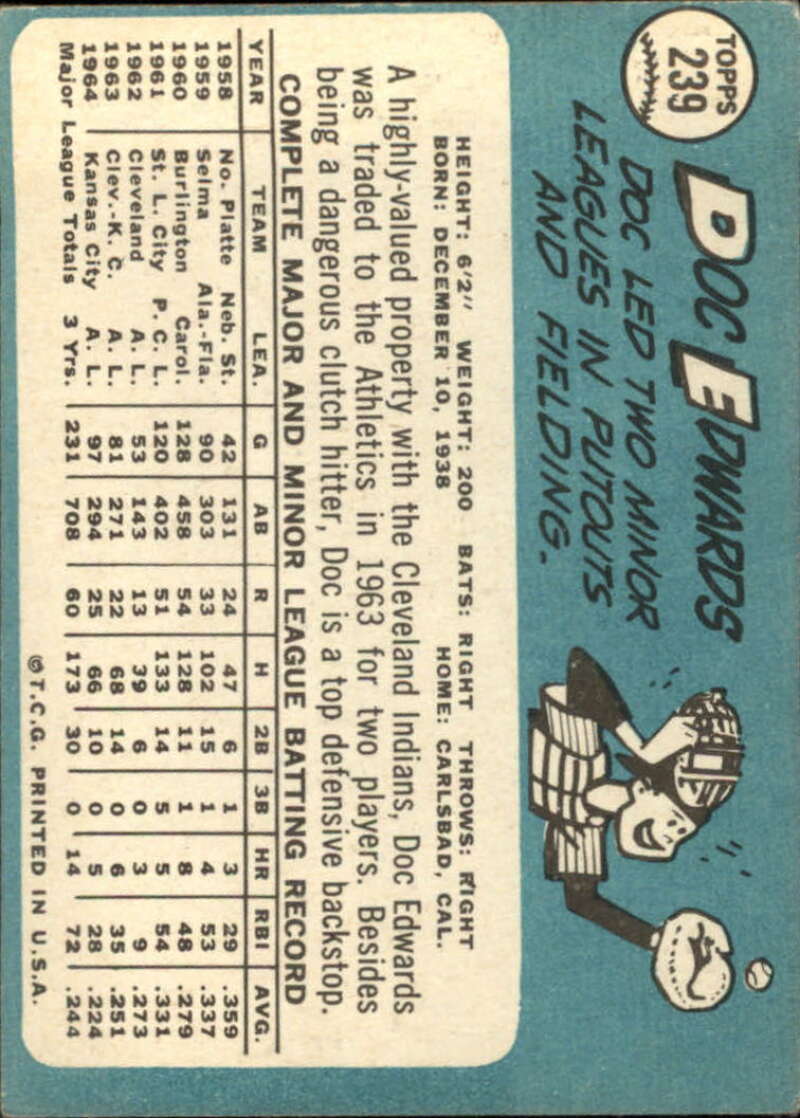 TOPPS
239
DOC EDWARDS
DOC LED TWO MINOR
LEAGUES IN PUTOUTS
AND FIELDING.
HEIGHT: 6'2" WEIGHT: 200 BATS: RIGHT THROWS: RIGHT
BORN: DECEMBER 10, 1938 HOME: CARLSBAD, CAL.
A highly-valued property with the Cleveland Indians, Doc Edwards
was traded to the Athletics in 1963 for two players. Besides
being a dangerous clutch hitter, Doc is a top defensive backstop.
COMPLETE MAJOR AND MINOR LEAGUE BATTING RECORD
YEAR TEAM LEA. G AB R H 2B 3B HR RBI AVG.
1958 No. Platte Neb. St. 42 131 24 47 6 1 3 29 .359
1959 Selma Ala.-Fla. 90 303 33 102 15 1 4 53 .337
1960 Burlington Carol. 128 458 54 128 11 1 8 48 .279
1961 St. L. City P. C. L. 120 402 51 133 14 5 5 54 .331
1962 Cleveland A. L. 53 143 13 39 6 0 3 9 .273
1963 Clev.-K. C. A. L. 81 271 22 68 14 0 6 35 .251
1964 Kansas City A. L. 97 294 25 66 10 0 5 28 .224
Major League Totals 3 Yrs. 231 708 60 173 30 0 14 72 .244
©T.C.G. PRINTED IN U.S.A.